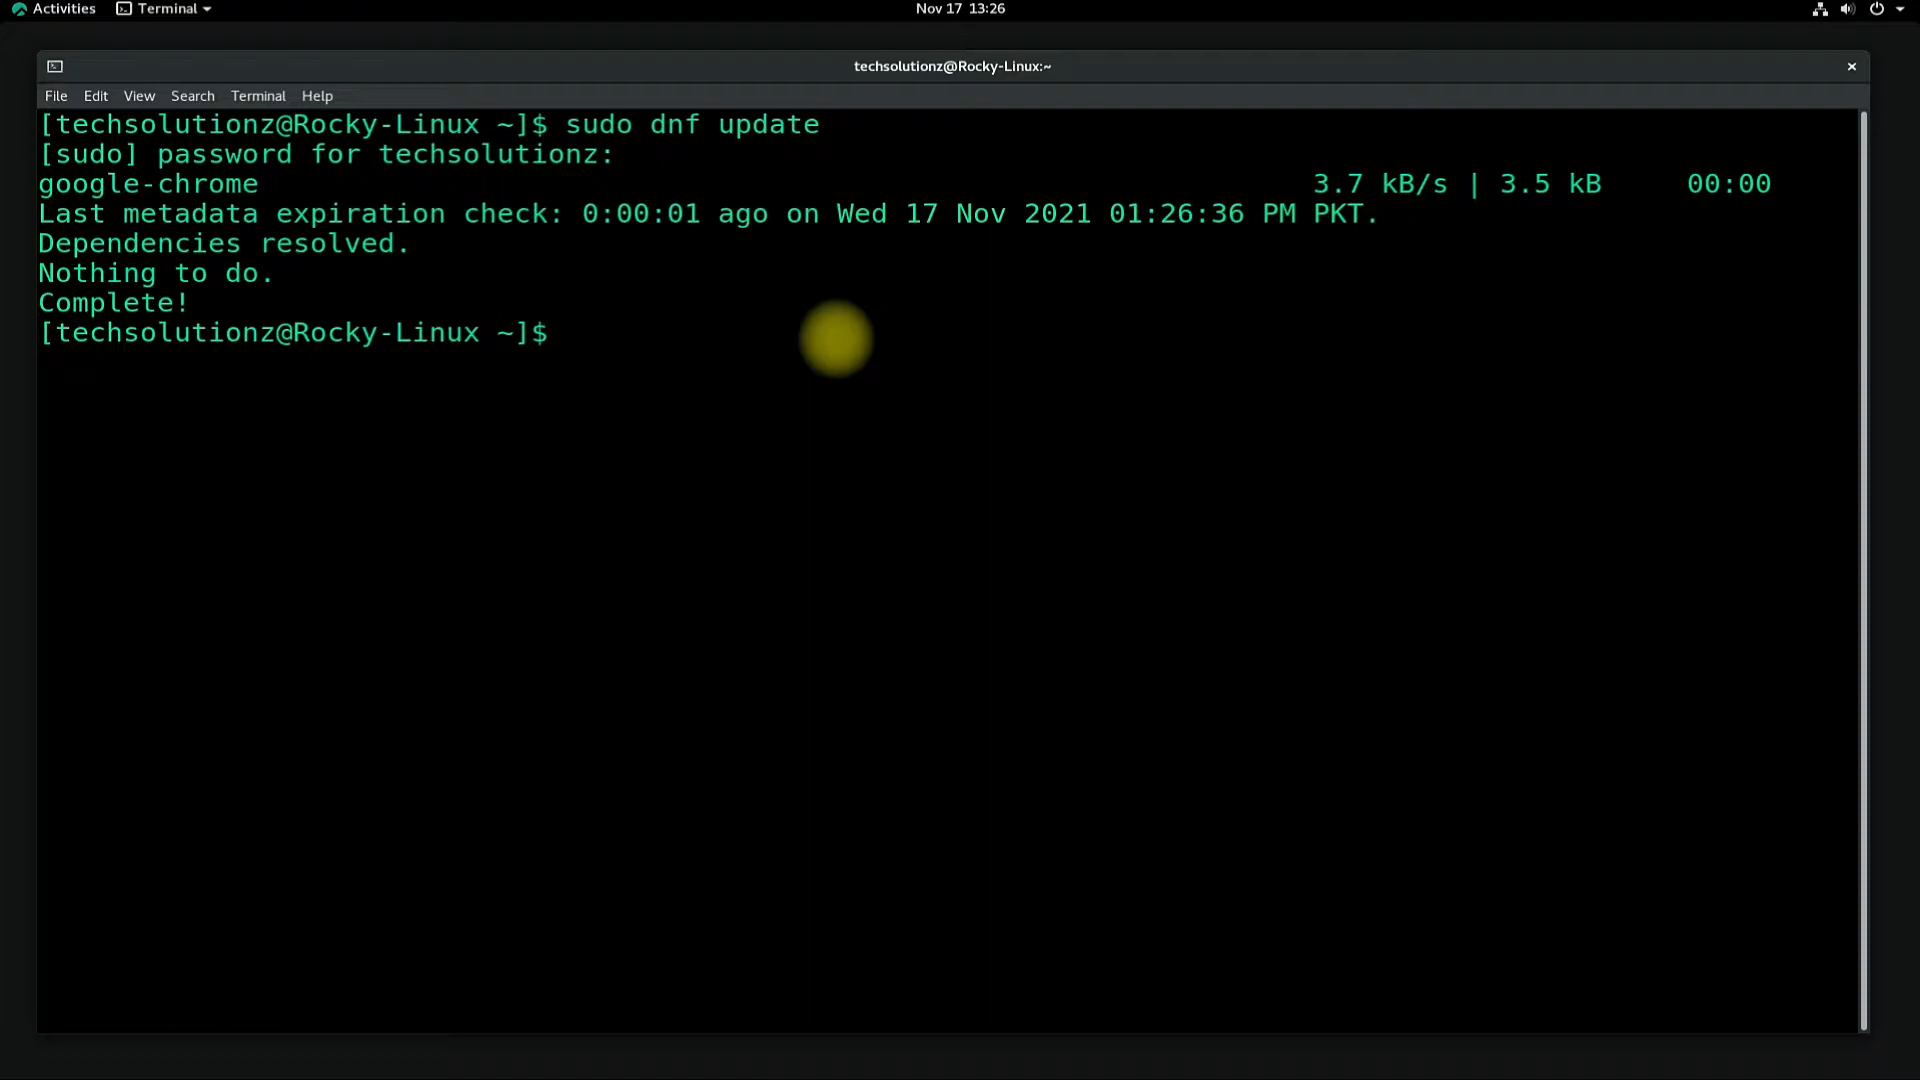 Activities Terminal Nov 17 13:26
techsolutionz@Rocky-Linux:~ ×
File Edit View Search Terminal Help
[techsolutionz@Rocky-Linux ~]$ sudo dnf update
[sudo] password for techsolutionz:
google-chrome 3.7 kB/s | 3.5 kB 00:00
Last metadata expiration check: 0:00:01 ago on Wed 17 Nov 2021 01:26:36 PM PKT.
Dependencies resolved.
Nothing to do.
Complete!
[techsolutionz@Rocky-Linux ~]$